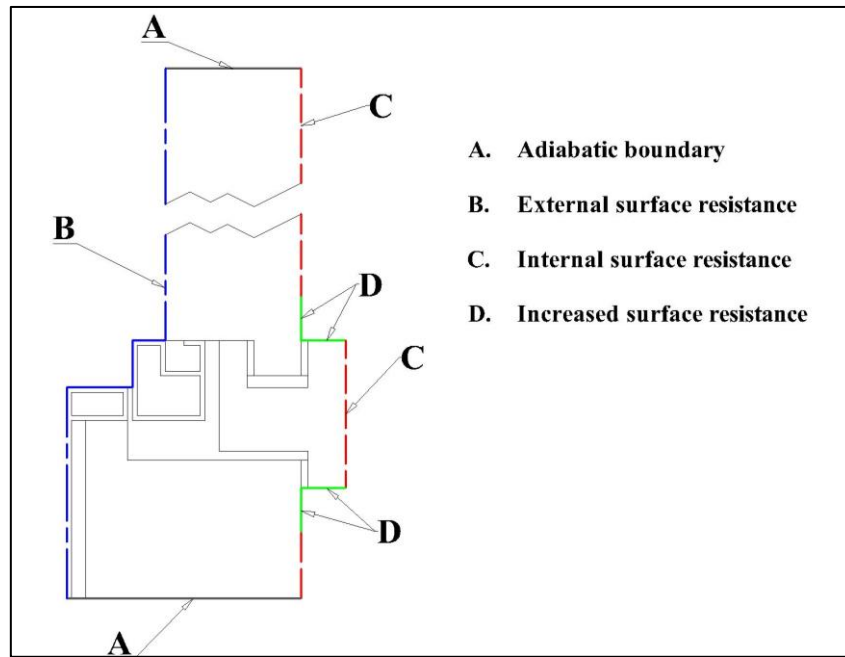 A
C
B
D
C
D
A
A. Adiabatic boundary
B. External surface resistance
C. Internal surface resistance
D. Increased surface resistance